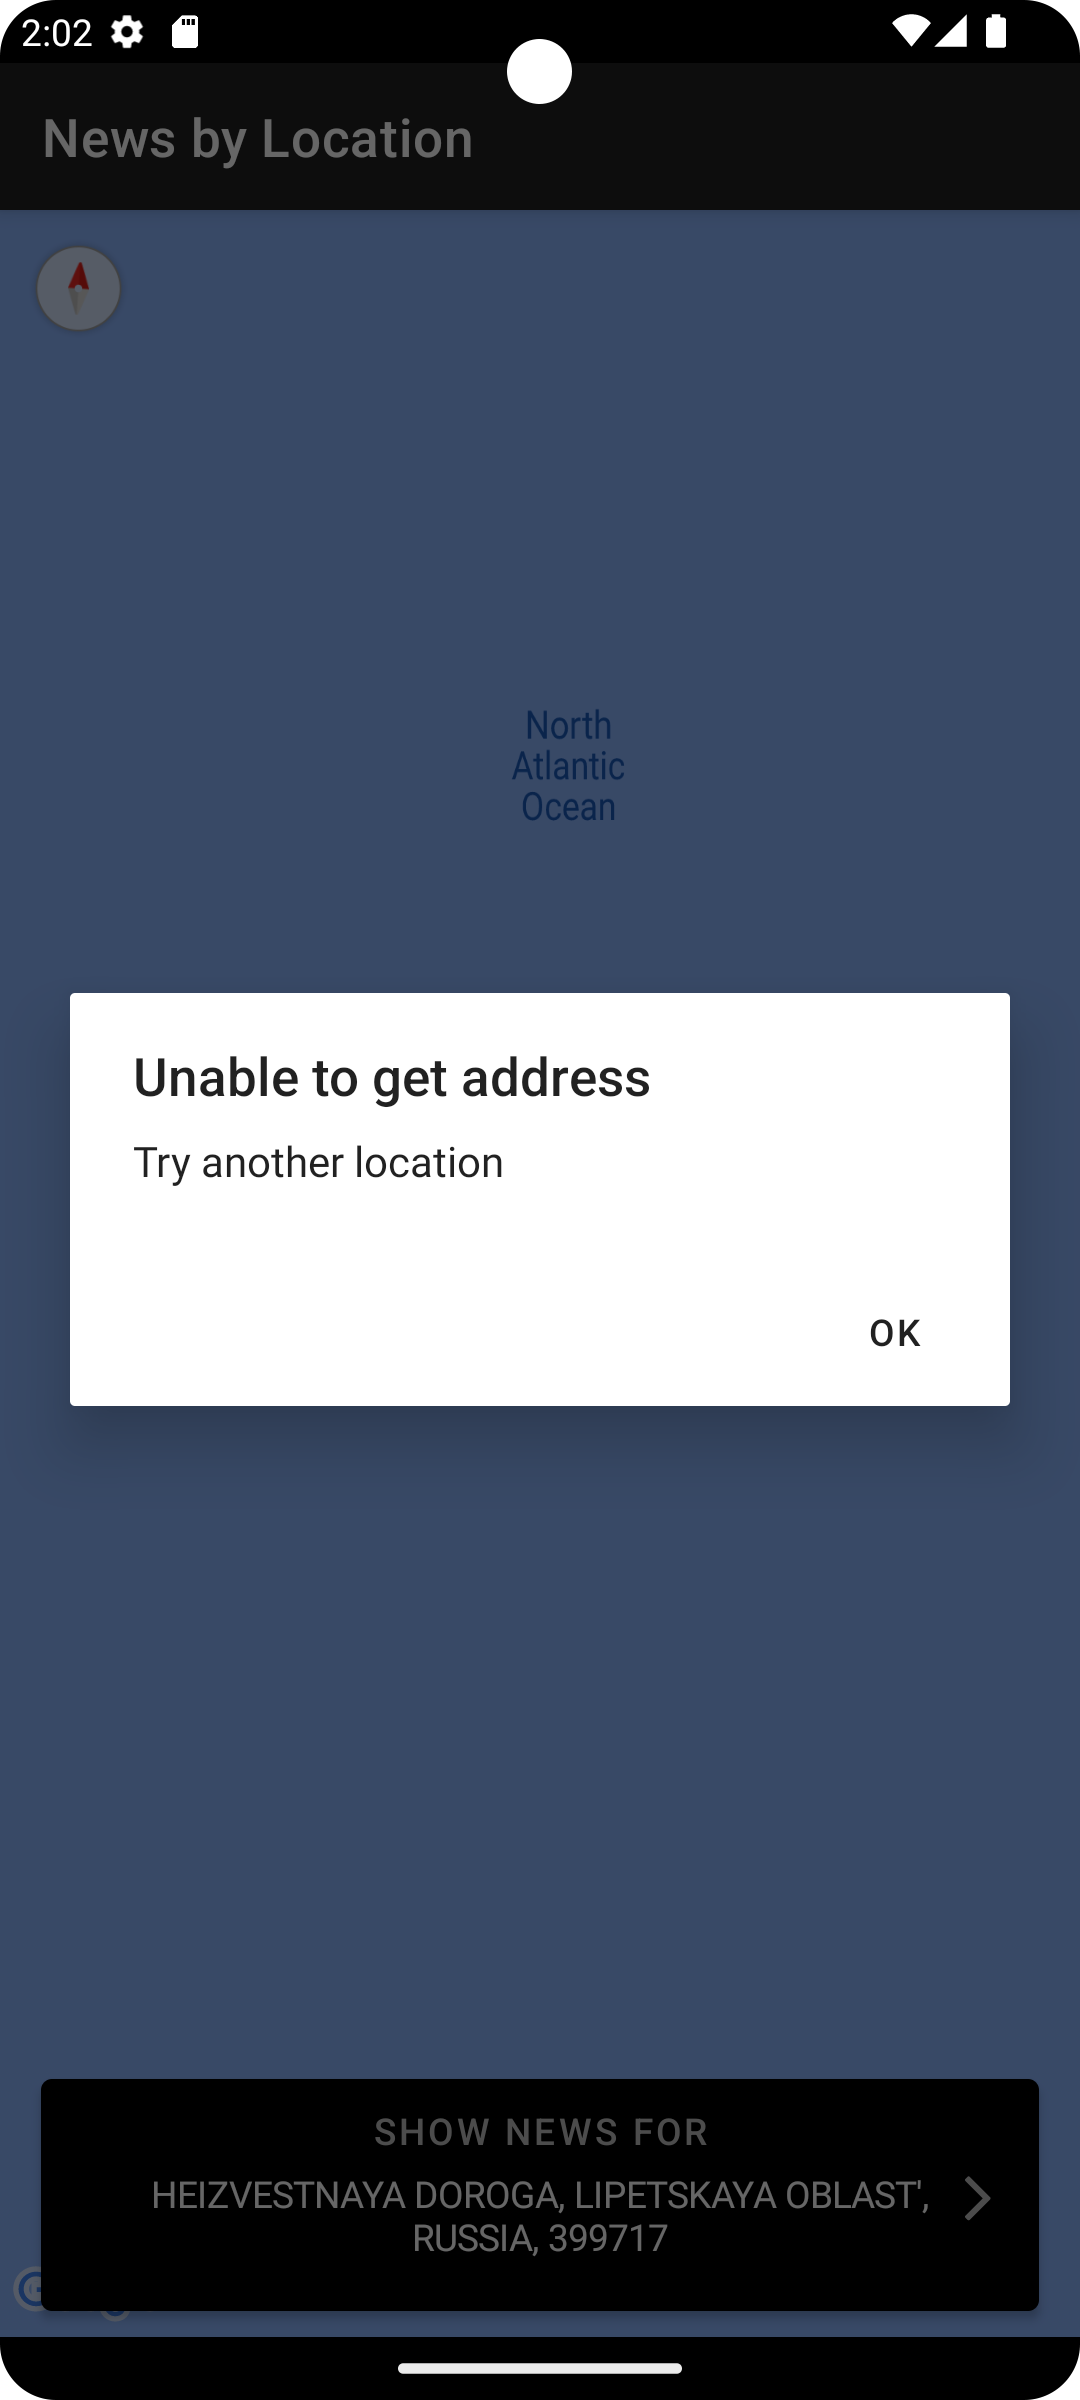 2:02
News by Location
North
Atlantic
Ocean
Unable to get address
Try another location
OK
SHOW NEWS FOR
HEIZVESTNAYA DOROGA, LIPETSKAYA OBLAST',
RUSSIA, 399717